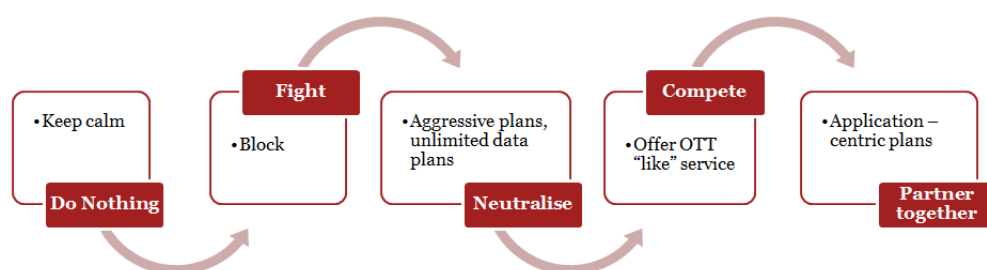 •Keep calm
Do Nothing
Fight
•Block
•Aggressive plans,
unlimited data
plans
Neutralise
Compete
•Offer OTT
“like” service
•Application –
centric plans
Partner
together